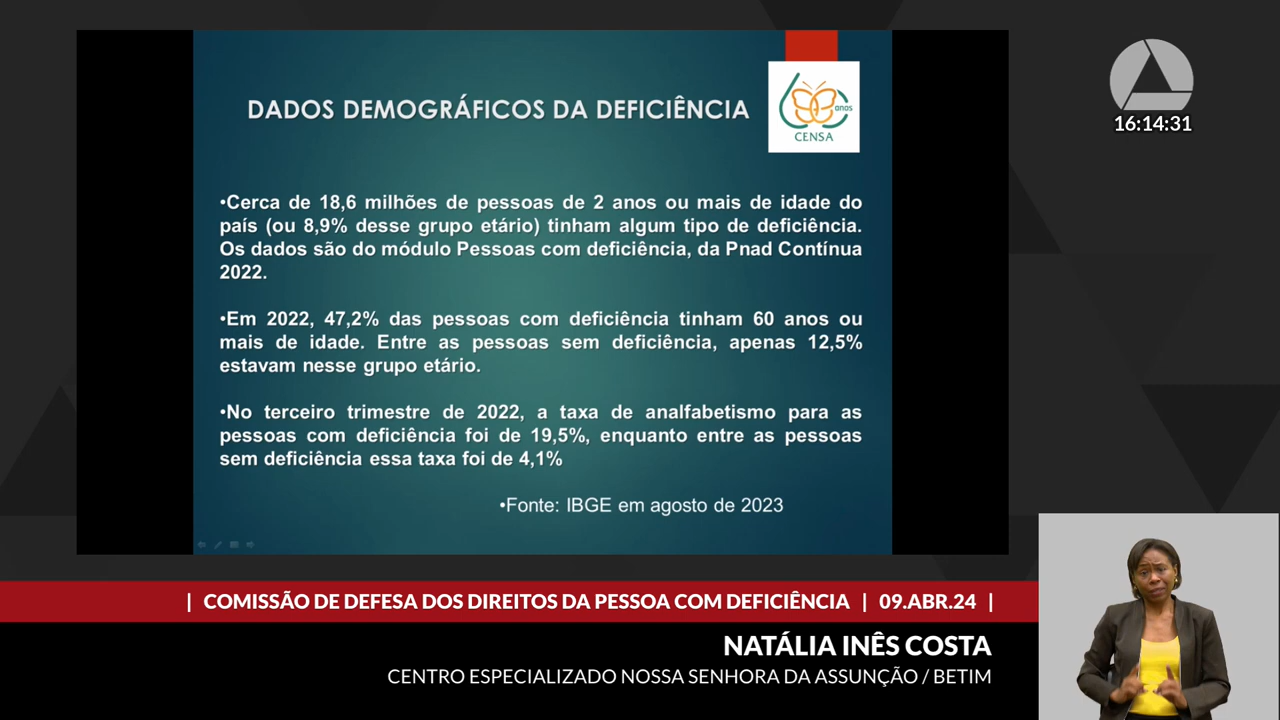 DADOS DEMOGRÁFICOS DA DEFICIÊNCIA
60 anos
CENSA
16:14:31
•Cerca de 18,6 milhões de pessoas de 2 anos ou mais de idade do
país (ou 8,9% desse grupo etário) tinham algum tipo de deficiência.
Os dados são do módulo Pessoas com deficiência, da Pnad Contínua
2022.
•Em 2022, 47,2% das pessoas com deficiência tinham 60 anos ou
mais de idade. Entre as pessoas sem deficiência, apenas 12,5%
estavam nesse grupo etário.
•No terceiro trimestre de 2022, a taxa de analfabetismo para as
pessoas com deficiência foi de 19,5%, enquanto entre as pessoas
sem deficiência essa taxa foi de 4,1%
•Fonte: IBGE em agosto de 2023
| COMISSÃO DE DEFESA DOS DIREITOS DA PESSOA COM DEFICIÊNCIA | 09.ABR.24 |
NATÁLIA INÊS COSTA
CENTRO ESPECIALIZADO NOSSA SENHORA DA ASSUNÇÃO / BETIM